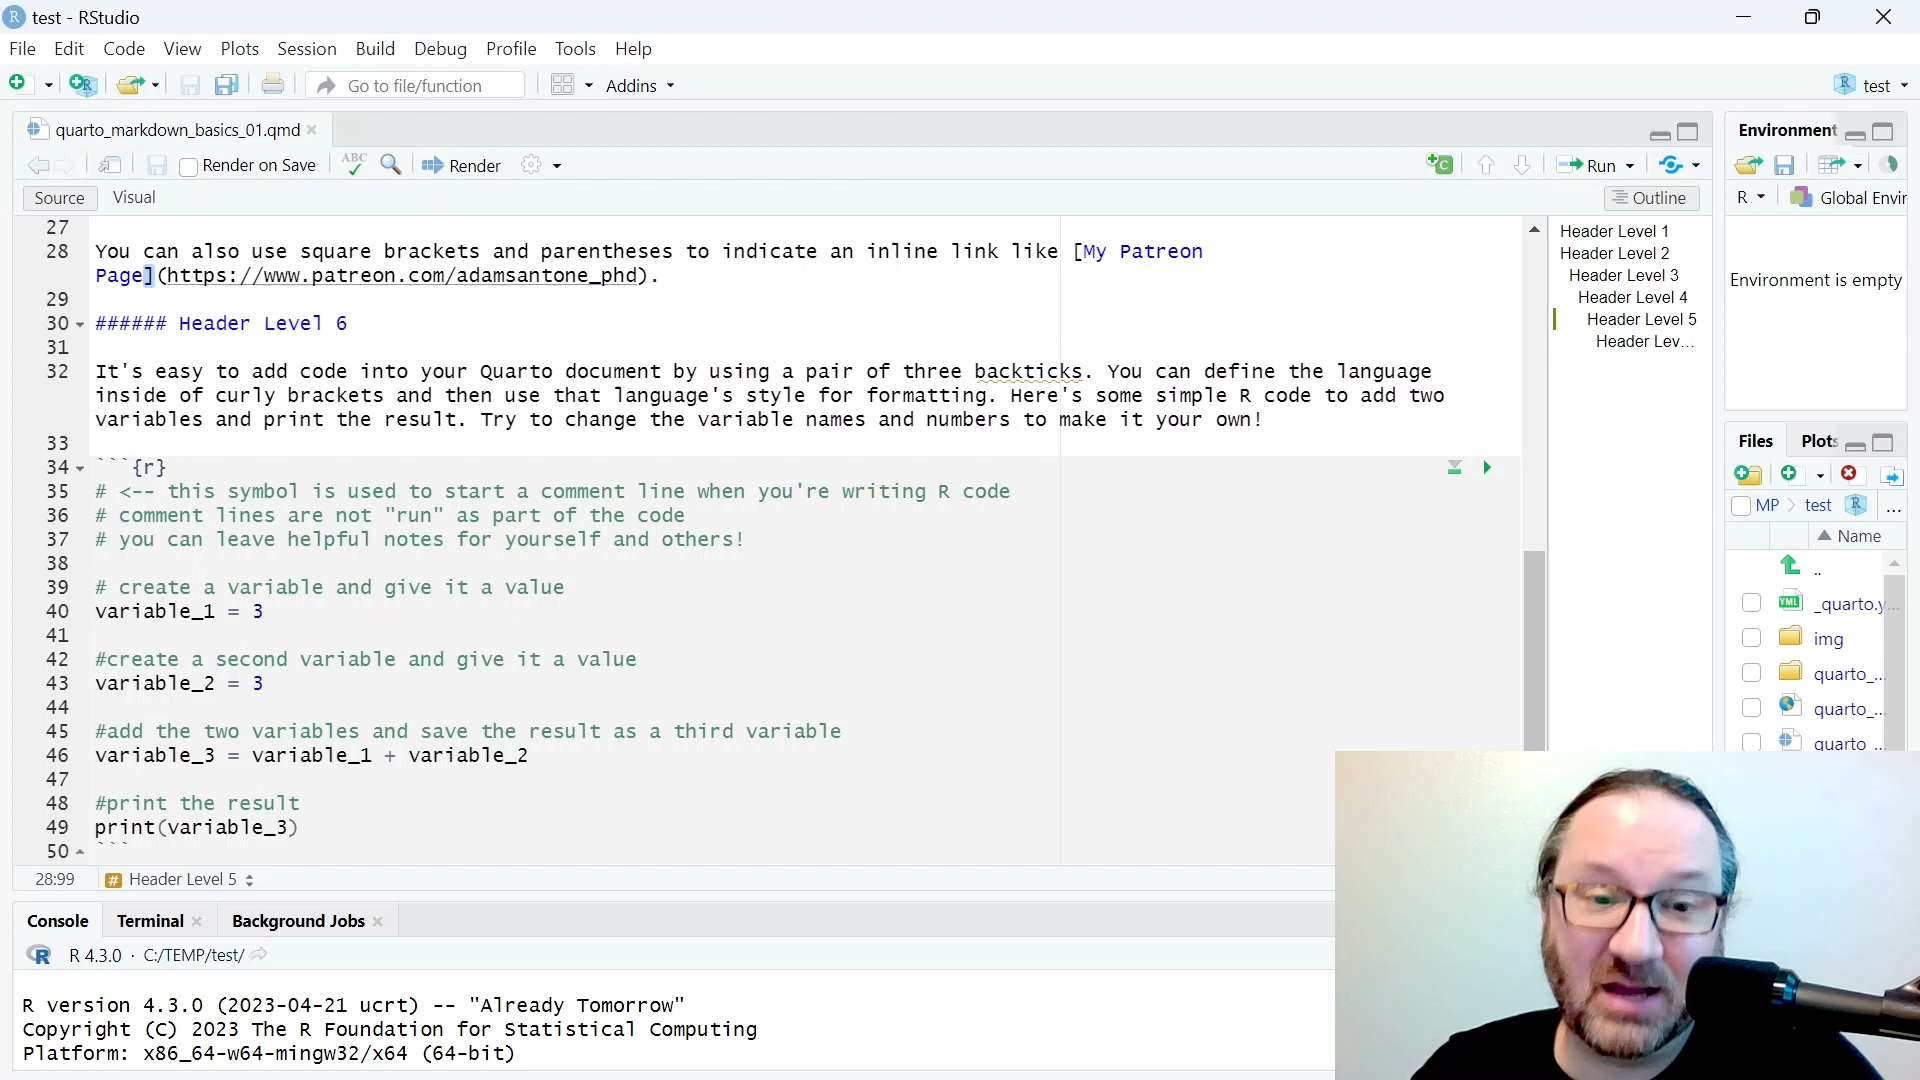 test - RStudio
File Edit Code View Plots Session Build Debug Profile Tools Help
Go to file/function Addins test
quarto_markdown_basics_01.qmd
Render on Save ABC Render Run
Source Visual Outline
27
28 You can also use square brackets and parentheses to indicate an inline link like [My Patreon
Page](https://www.patreon.com/adamsantone_phd).
29
30 ###### Header Level 6
31
32 It's easy to add code into your Quarto document by using a pair of three backticks. You can define the language
inside of curly brackets and then use that language's style for formatting. Here's some simple R code to add two
variables and print the result. Try to change the variable names and numbers to make it your own!
33
34 ```{r}
35 # <-- this symbol is used to start a comment line when you're writing R code
36 # comment lines are not "run" as part of the code
37 # you can leave helpful notes for yourself and others!
38
39 # create a variable and give it a value
40 variable_1 = 3
41
42 #create a second variable and give it a value
43 variable_2 = 3
44
45 #add the two variables and save the result as a third variable
46 variable_3 = variable_1 + variable_2
47
48 #print the result
49 print(variable_3)
50 ```
28:99 # Header Level 5
Header Level 1
Header Level 2
Header Level 3
Header Level 4
Header Level 5
Header Lev...
Environment
R Global Envir
Environment is empty
Files Plots
MP test ...
Name
..
YML _quarto.y...
img
quarto_...
quarto_...
quarto_...
Console Terminal Background Jobs
R 4.3.0 · C:/TEMP/test/
R version 4.3.0 (2023-04-21 ucrt) -- "Already Tomorrow"
Copyright (C) 2023 The R Foundation for Statistical Computing
Platform: x86_64-w64-mingw32/x64 (64-bit)